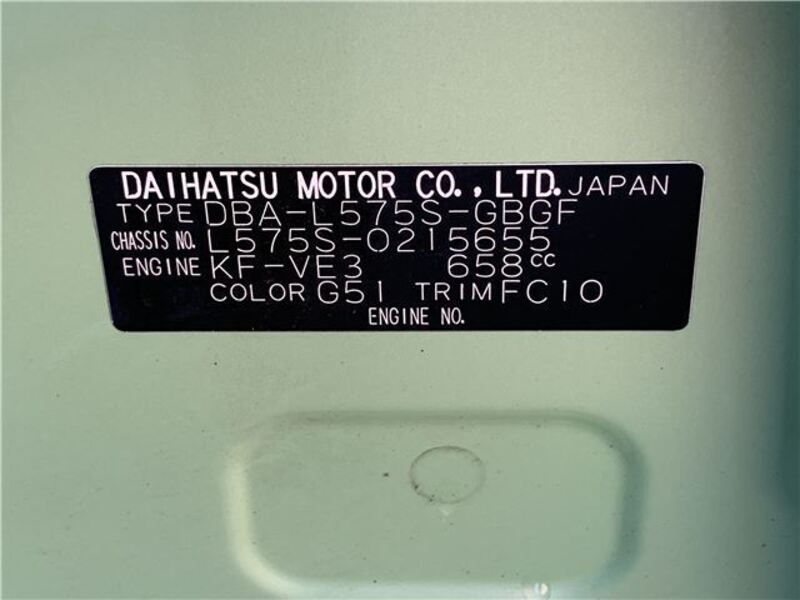 DAIHATSU MOTOR CO., LTD. JAPAN
TYPE DBA-L575S-GBGF
CHASSIS NO. L575S-0215655
ENGINE KF-VE3 658cc
COLOR G51 TRIM FC10
ENGINE NO.